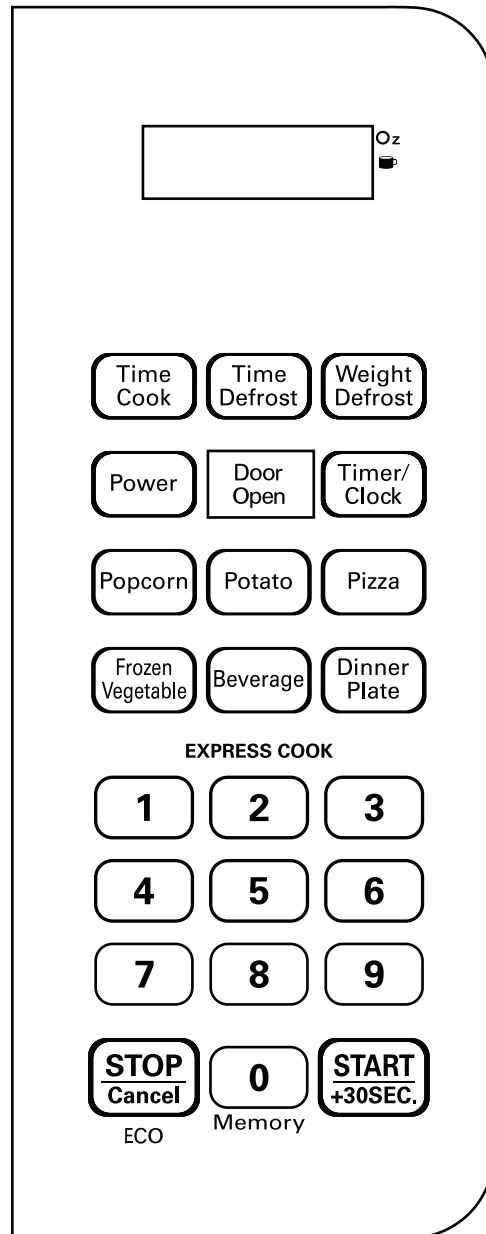 Oz
Time Cook
Time Defrost
Weight Defrost
Power
Door Open
Timer/ Clock
Popcorn
Potato
Pizza
Frozen Vegetable
Beverage
Dinner Plate
EXPRESS COOK
1
2
3
4
5
6
7
8
9
STOP
Cancel
0
START
+30SEC.
ECO
Memory